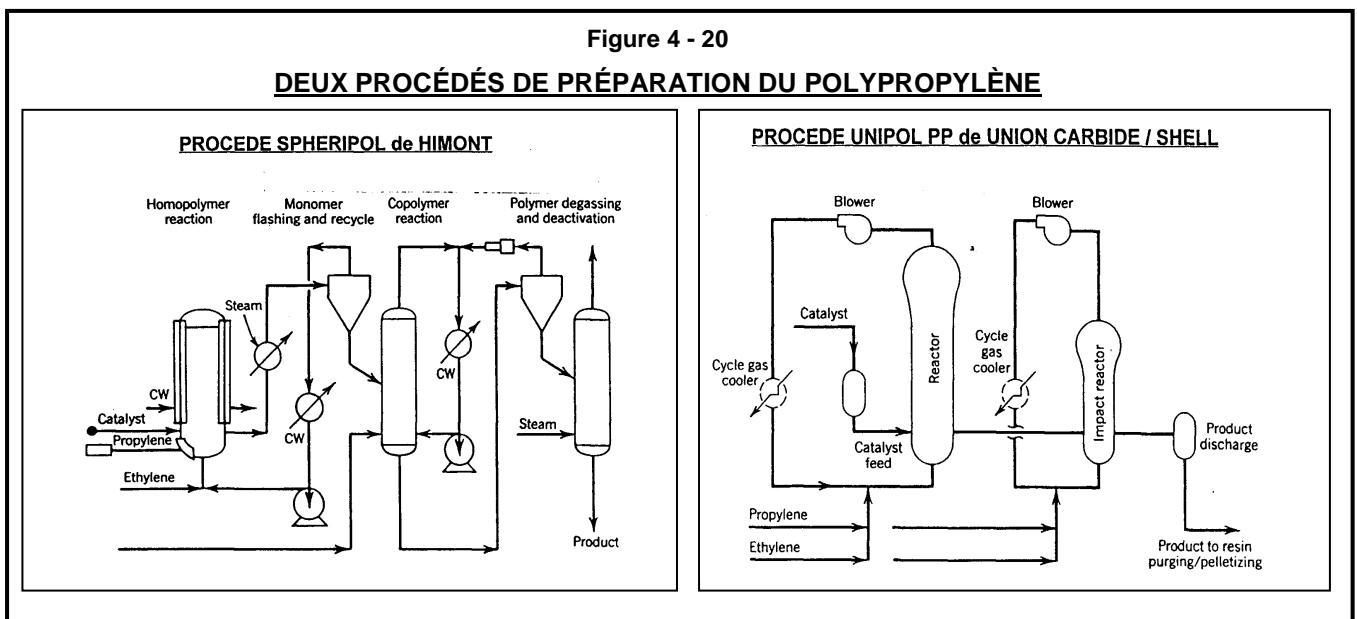 Figure 4 - 20
DEUX PROCÉDÉS DE PRÉPARATION DU POLYPROPYLÈNE
PROCEDE SPHERIPOL de HIMONT
Homopolymer
reaction
Monomer
flashing and recycle
Copolymer
reaction
Polymer degassing
and deactivation
Steam
CW
Catalyst
Propylene
Ethylene
CW
CW
Steam
Product
PROCEDE UNIPOL PP de UNION CARBIDE / SHELL
Blower
Blower
Catalyst
Cycle gas
cooler
Reactor
Cycle
gas
cooler
Impact reactor
Catalyst
feed
Product
discharge
Propylene
Ethylene
Product to resin
purging/pelletizing